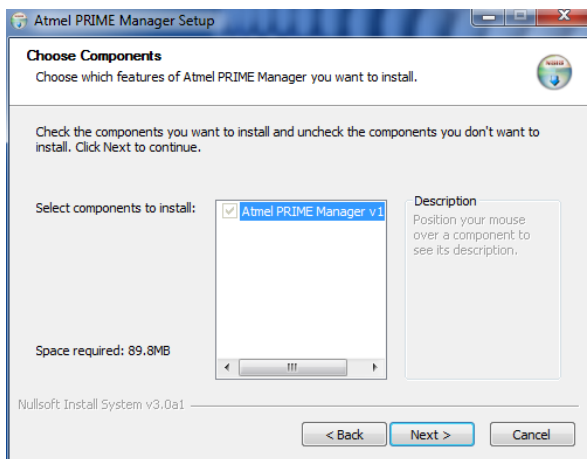 Atmel PRIME Manager Setup
Choose Components
Choose which features of Atmel PRIME Manager you want to install.
Check the components you want to install and uncheck the components you don't want to
install. Click Next to continue.
Select components to install:
Atmel PRIME Manager v1
Description
Position your mouse
over a component to
see its description.
Space required: 89.8MB
Nullsoft Install System v3.0a1
< Back
Next >
Cancel